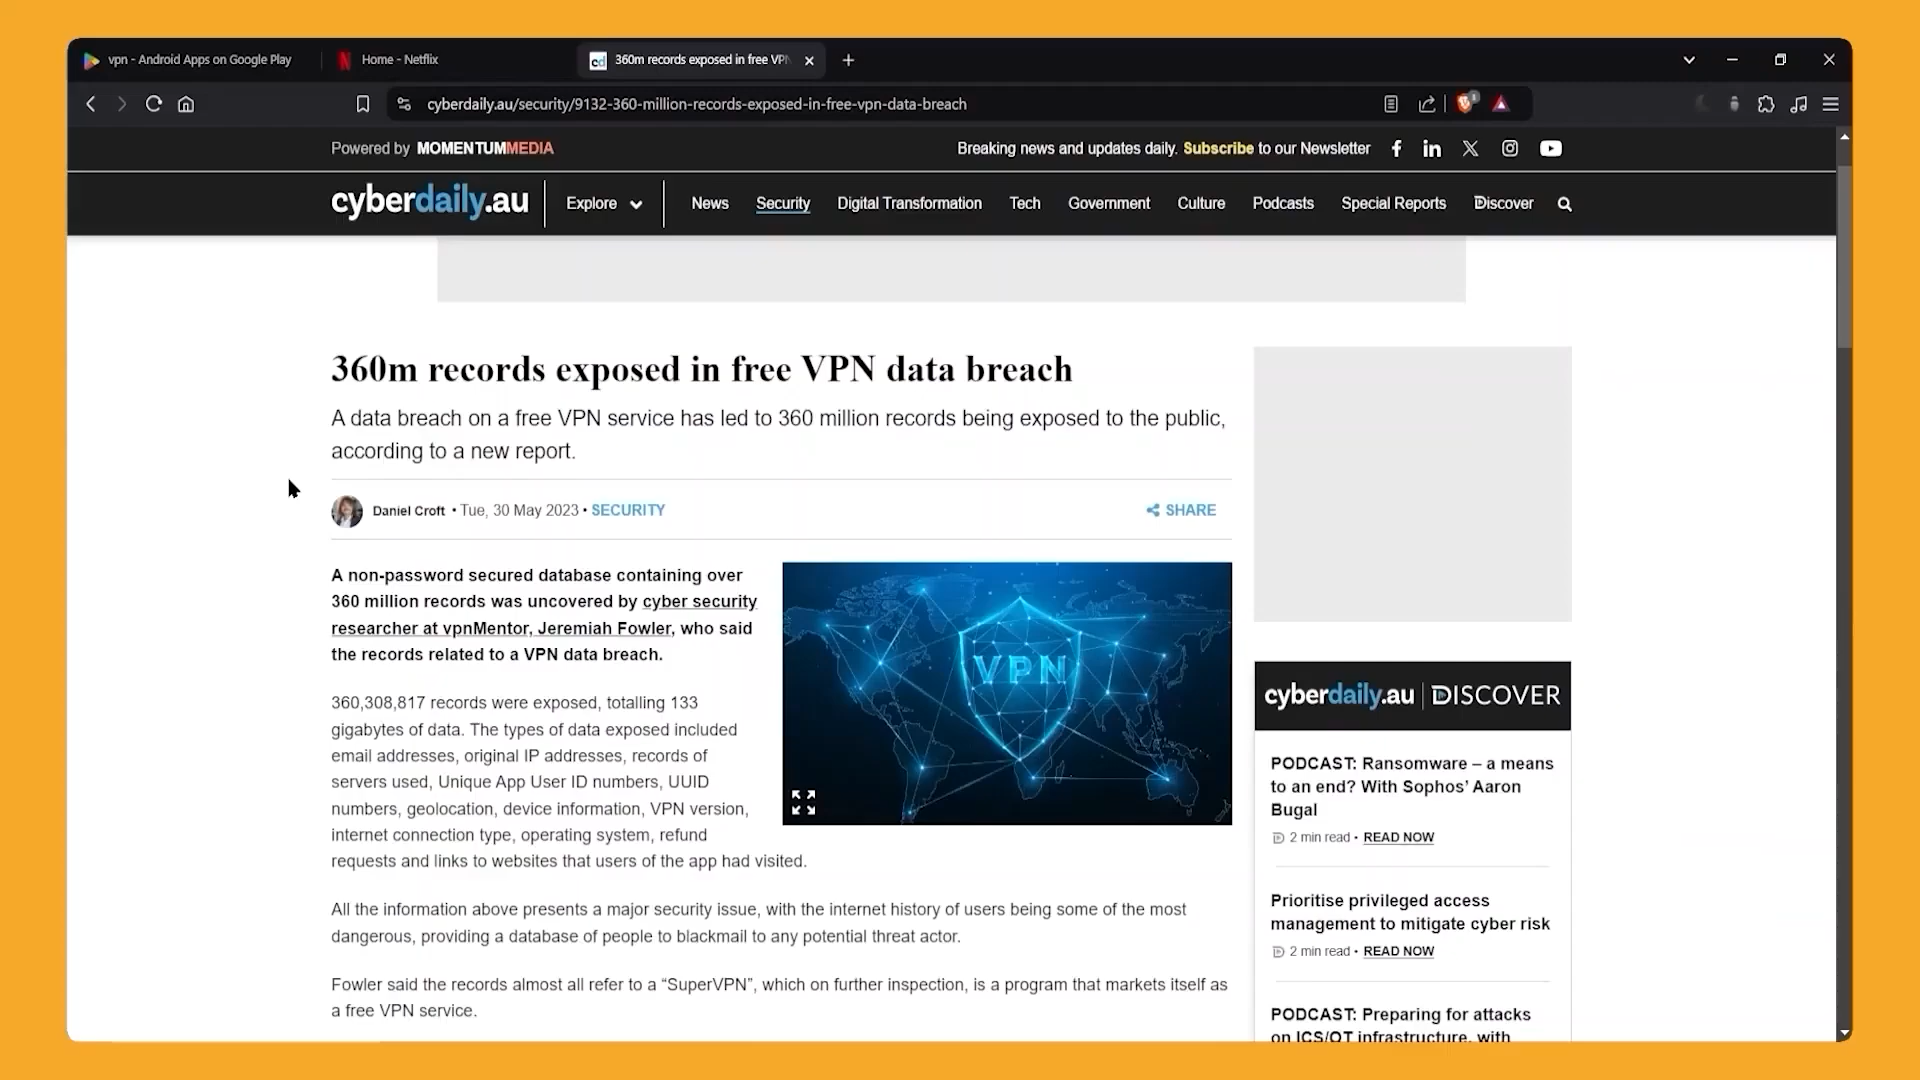 vpn - Android Apps on Google Play
Home - Netflix
360m records exposed in free VPN
cyberdaily.au/security/9132-360-million-records-exposed-in-free-vpn-data-breach
Powered by MOMENTUMMEDIA
Breaking news and updates daily. Subscribe to our Newsletter
cyberdaily.au
Explore
News
Security
Digital Transformation
Tech
Government
Culture
Podcasts
Special Reports
Discover
360m records exposed in free VPN data breach
A data breach on a free VPN service has led to 360 million records being exposed to the public,
according to a new report.
Daniel Croft • Tue, 30 May 2023 • SECURITY
SHARE
A non-password secured database containing over
360 million records was uncovered by cyber security
researcher at vpnMentor, Jeremiah Fowler, who said
the records related to a VPN data breach.
VPN
360,308,817 records were exposed, totalling 133
gigabytes of data. The types of data exposed included
email addresses, original IP addresses, records of
servers used, Unique App User ID numbers, UUID
numbers, geolocation, device information, VPN version,
internet connection type, operating system, refund
requests and links to websites that users of the app had visited.
All the information above presents a major security issue, with the internet history of users being some of the most
dangerous, providing a database of people to blackmail to any potential threat actor.
Fowler said the records almost all refer to a “SuperVPN”, which on further inspection, is a program that markets itself as
a free VPN service.
cyberdaily.au | DISCOVER
PODCAST: Ransomware – a means
to an end? With Sophos’ Aaron
Bugal
2 min read • READ NOW
Prioritise privileged access
management to mitigate cyber risk
2 min read • READ NOW
PODCAST: Preparing for attacks
on ICS/OT infrastructure, with